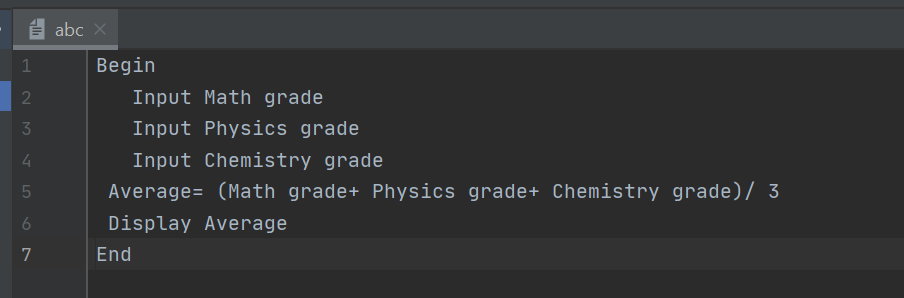 abc
1 Begin
2    Input Math grade
3    Input Physics grade
4    Input Chemistry grade
5  Average= (Math grade+ Physics grade+ Chemistry grade)/ 3
6  Display Average
7 End